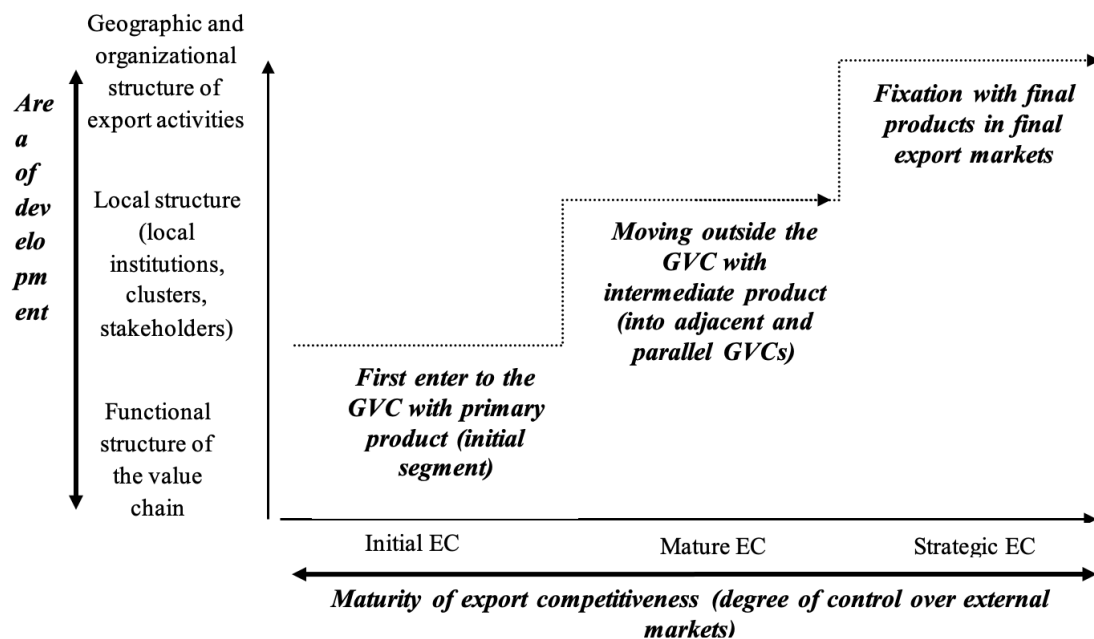 Geographic and
organizational
structure of
export activities
Are
a
of
dev
elo
pm
ent
Local structure
(local
institutions,
clusters,
stakeholders)
Functional
structure of
the value
chain
First enter to the
GVC with primary
product (initial
segment)
Moving outside the
GVC with
intermediate product
(into adjacent and
parallel GVCs)
Fixation with final
products in final
export markets
Initial EC
Mature EC
Strategic EC
Maturity of export competitiveness (degree of control over external
markets)